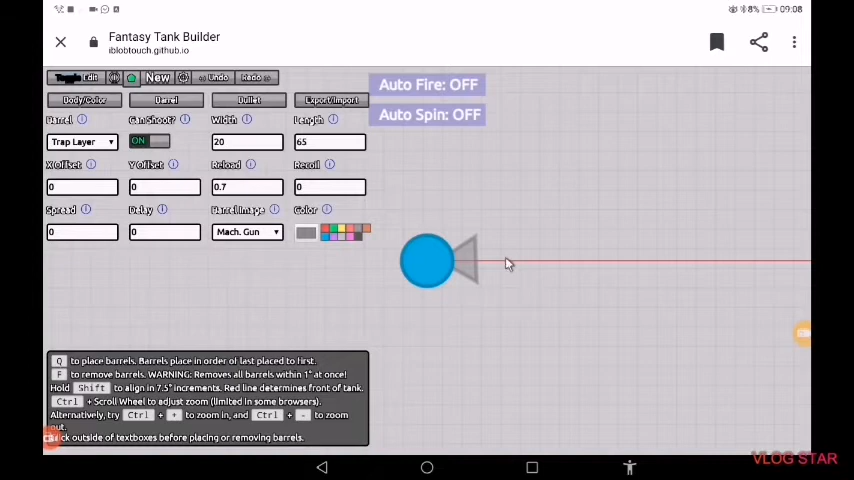 8% 09:08
Fantasy Tank Builder
iblobtouch.github.io
Toggle Edit New Undo Redo
Body/Color Barrel Bullet Export/Import
Auto Fire: OFF
Auto Spin: OFF
Barrel Can Shoot? Width Length
Trap Layer ON 20 65
X Offset Y Offset Reload Recoil
0 0 0.7 0
Spread Delay Barrel Image Color
0 0 Mach. Gun
Q to place barrels. Barrels place in order of last placed to first.
F to remove barrels. WARNING: Removes all barrels within 1° at once!
Hold Shift to align in 7.5° increments. Red line determines front of tank.
Ctrl + Scroll Wheel to adjust zoom (limited in some browsers).
Alternatively, try Ctrl + + to zoom in, and Ctrl + - to zoom
out.
outside of textboxes before placing or removing barrels.
VLOG STAR